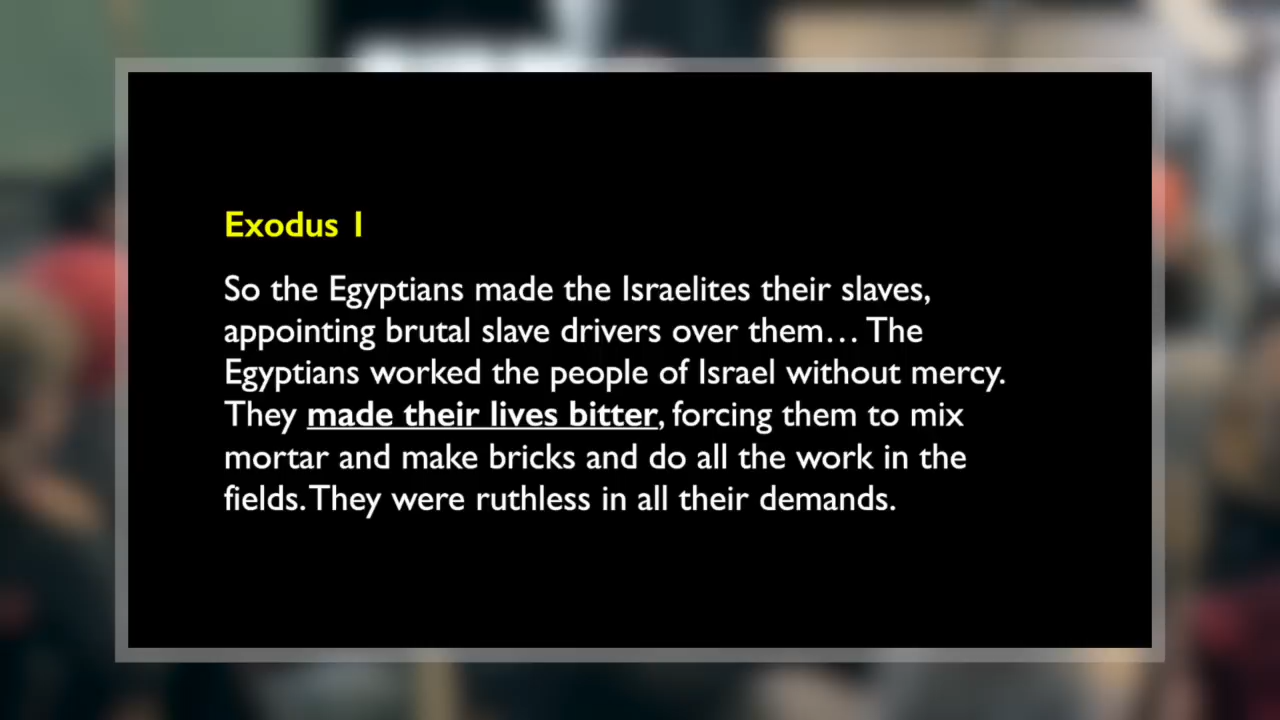 Exodus 1
So the Egyptians made the Israelites their slaves,
appointing brutal slave drivers over them… The
Egyptians worked the people of Israel without mercy.
They made their lives bitter, forcing them to mix
mortar and make bricks and do all the work in the
fields. They were ruthless in all their demands.